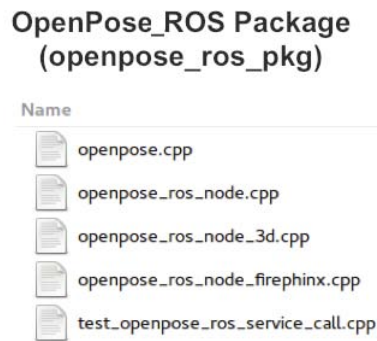 OpenPose_ROS Package
(openpose_ros_pkg)
Name
openpose.cpp
openpose_ros_node.cpp
openpose_ros_node_3d.cpp
openpose_ros_node_firephinx.cpp
test_openpose_ros_service_call.cpp